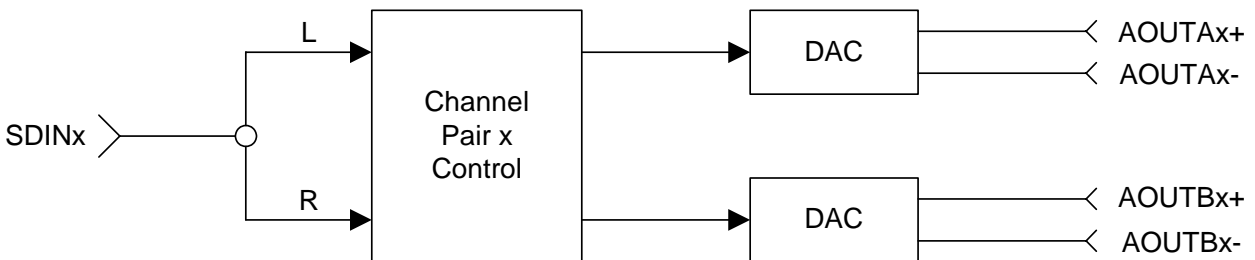 L
DAC
AOUTAx+
AOUTAx-
SDINx
Channel
Pair x
Control
R
DAC
AOUTBx+
AOUTBx-